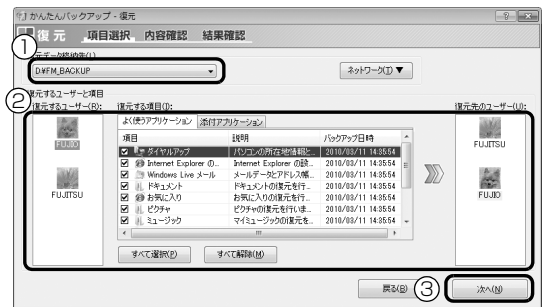 かんたんバックアップ - 復元
復元 項目選択 内容確認 結果確認
①
元データ格納先(L)
D¥FM_BACKUP
ネットワーク(T)▼
復元するユーザーと項目
②
復元するユーザー(R): 復元する項目(I): 復元先のユーザー(U):
よく使うアプリケーション 添付アプリケーション
項目 説明 バックアップ日時
ダイヤルアップ パソコンの所在地情報と... 2010/03/11 14:35:54
Internet Explorer の... Internet Explorer の設... 2010/03/11 14:35:54
Windows Live メール メールデータとアドレス帳... 2010/03/11 14:35:54
ドキュメント ドキュメントの復元を行... 2010/03/11 14:35:54
お気に入り お気に入りの復元を行... 2010/03/11 14:35:54
ピクチャ ピクチャの復元を行いま... 2010/03/11 14:35:54
ミュージック マイミュージックの復元を... 2010/03/11 14:35:54
FUJIO
FUJITSU
FUJITSU
FUJIO
すべて選択(P) すべて解除(M)
戻る(B)
③
次へ(N)